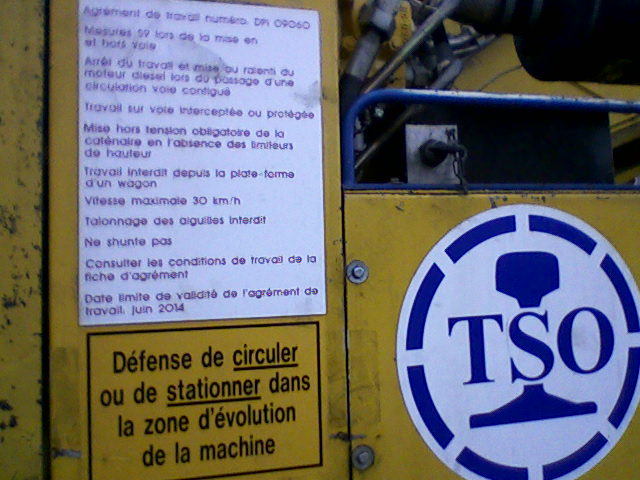 Agrément de travail numéro: DPI 09060
Mesures S9 lors de la mise en
et hors voie
Arrêt du travail et mise au ralenti du
moteur diesel lors du passage d'une
circulation voie contiguë
Travail sur voie interceptée ou protégée
Mise hors tension obligatoire de la
caténaire en l'absence des limiteurs
de hauteur
Travail interdit depuis la plate-forme
d'un wagon
Vitesse maximale 30 km/h
Talonnage des aiguilles interdit
Ne shunte pas
Consulter les conditions de travail de la
fiche d'agrément
Date limite de validité de l'agrément de
travail: juin 2014
Défense de circuler
ou de stationner dans
la zone d'évolution
de la machine
TSO